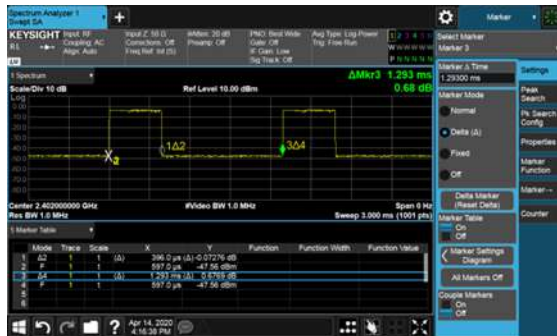 Spectrum Analyzer 1
Swept SA
+
Marker
KEYSIGHT Input: RF
Coupling: AC
Align: Auto
Input Z: 50 Ω
Corrections: Off
Freq Ref: Int (S)
#Atten: 20 dB
Preamp: Off
PNO: Best Wide
Gate: Off
IF Gain: Low
Sig Track: Off
Avg Type: Log-Power
Trig: Free Run
RL
LW
Select Marker
Marker 3
Marker Δ Time
1.29300 ms
Settings
1 Spectrum
ΔMkr3 1.293 ms
0.68 dB
Scale/Div 10 dB
Ref Level 10.00 dBm
Log
Marker Mode
Normal
Delta (Δ)
Fixed
Off
Peak
Search
Pk Search
Config
Properties
Marker
Function
Marker→
Counter
X2
1Δ2
3Δ4
Center 2.402000000 GHz
Res BW 1.0 MHz
#Video BW 1.0 MHz
Span 0 Hz
Sweep 3.000 ms (1001 pts)
Delta Marker
(Reset Delta)
Marker Table
On
Off
Marker Settings
Diagram
All Markers Off
Couple Markers
On
Off
5 Marker Table
Mode Trace Scale X Y Function Function Width Function Value
1 Δ2 1 t (Δ) 396.0 µs (Δ) -0.07276 dB
2 F 1 t 597.0 µs -47.56 dBm
3 Δ4 1 t (Δ) 1.293 ms (Δ) 0.6769 dB
4 F 1 t 597.0 µs -47.56 dBm
5
6
? Apr 14, 2020
4:16:38 PM